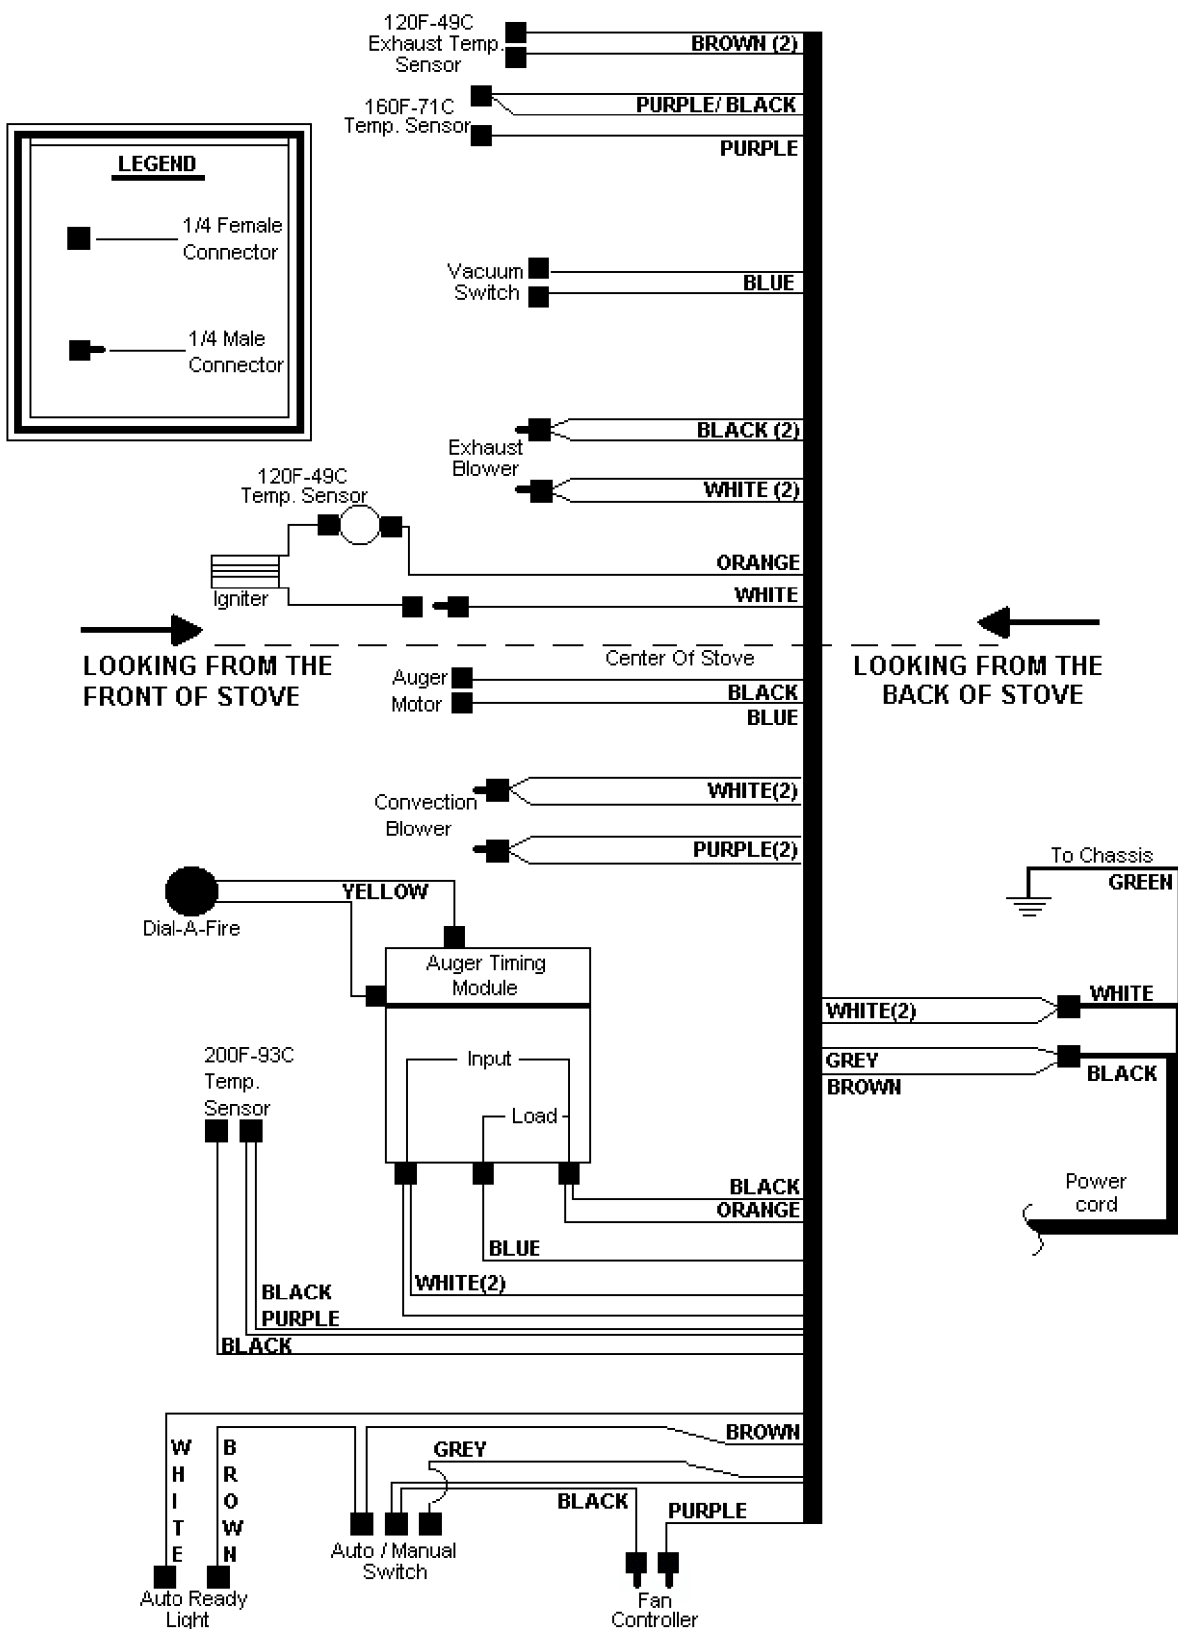 120F-49C
Exhaust Temp.
Sensor
BROWN (2)
160F-71C
Temp. Sensor
PURPLE/ BLACK
PURPLE
LEGEND
1/4 Female
Connector
1/4 Male
Connector
Vacuum
Switch
BLUE
Exhaust
Blower
BLACK (2)
WHITE (2)
120F-49C
Temp. Sensor
Igniter
ORANGE
WHITE
LOOKING FROM THE
FRONT OF STOVE
Center Of Stove
LOOKING FROM THE
BACK OF STOVE
Auger
Motor
BLACK
BLUE
Convection
Blower
WHITE(2)
PURPLE(2)
To Chassis
GREEN
YELLOW
Dial-A-Fire
Auger Timing
Module
Input
Load
WHITE
WHITE(2)
GREY
BROWN
BLACK
Power
cord
200F-93C
Temp.
Sensor
BLACK
ORANGE
BLUE
WHITE(2)
BLACK
PURPLE
BLACK
BROWN
GREY
WHITE
BROWN
BLACK
PURPLE
Auto / Manual
Switch
Auto Ready
Light
Fan
Controller